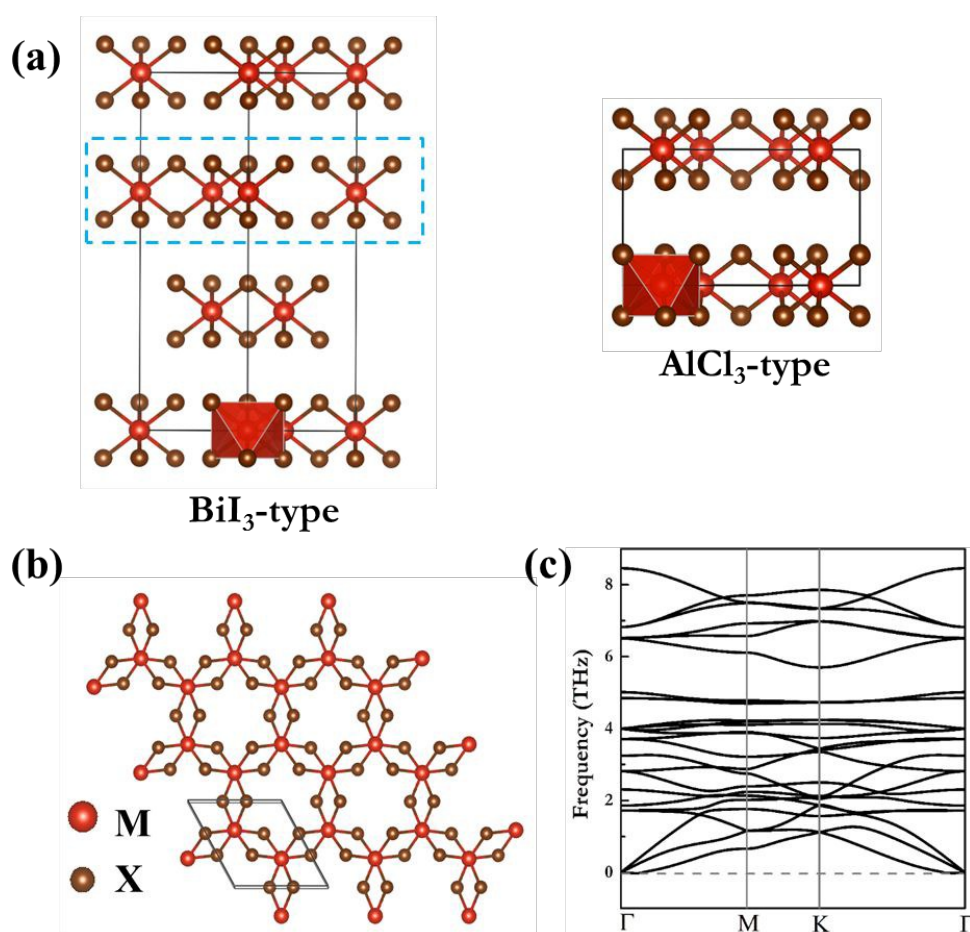 (a)
BiI3-type
AlCl3-type
(b)
M
X
(c)
Frequency (THz)
8
6
4
2
0
Γ M K Γ